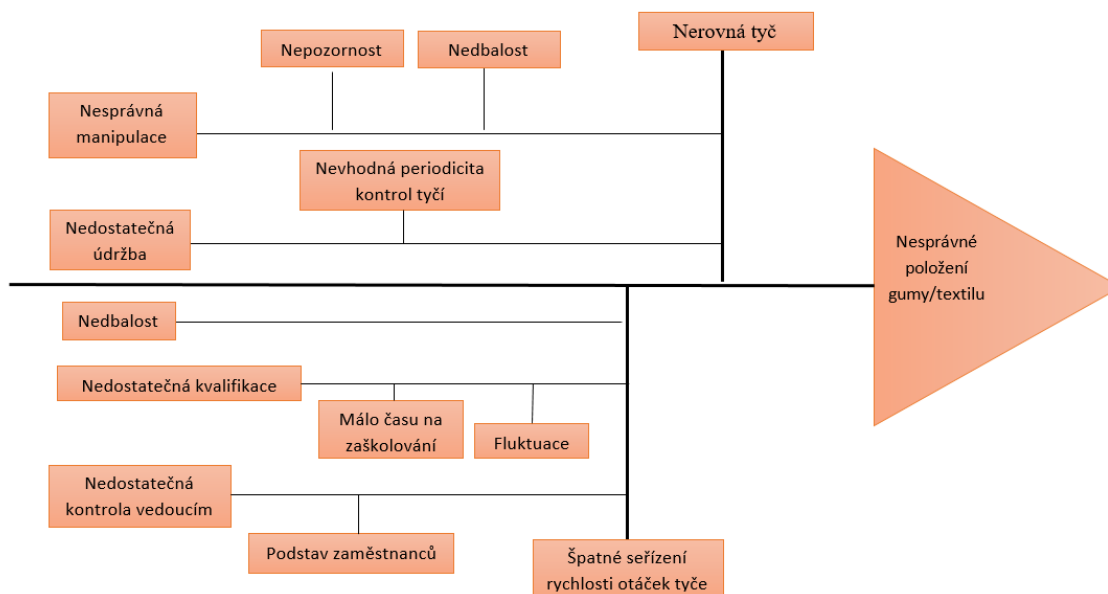 Nerovná tyč
Nepozornost
Nedbalost
Nesprávná
manipulace
Nevhodná periodicita
kontrol tyčí
Nedostatečná
údržba
Nesprávné
položení
gumy/textilu
Nedbalost
Nedostatečná kvalifikace
Málo času na
zaškolování
Fluktuace
Nedostatečná
kontrola vedoucím
Podstav zaměstnanců
Špatné seřízení
rychlosti otáček tyče